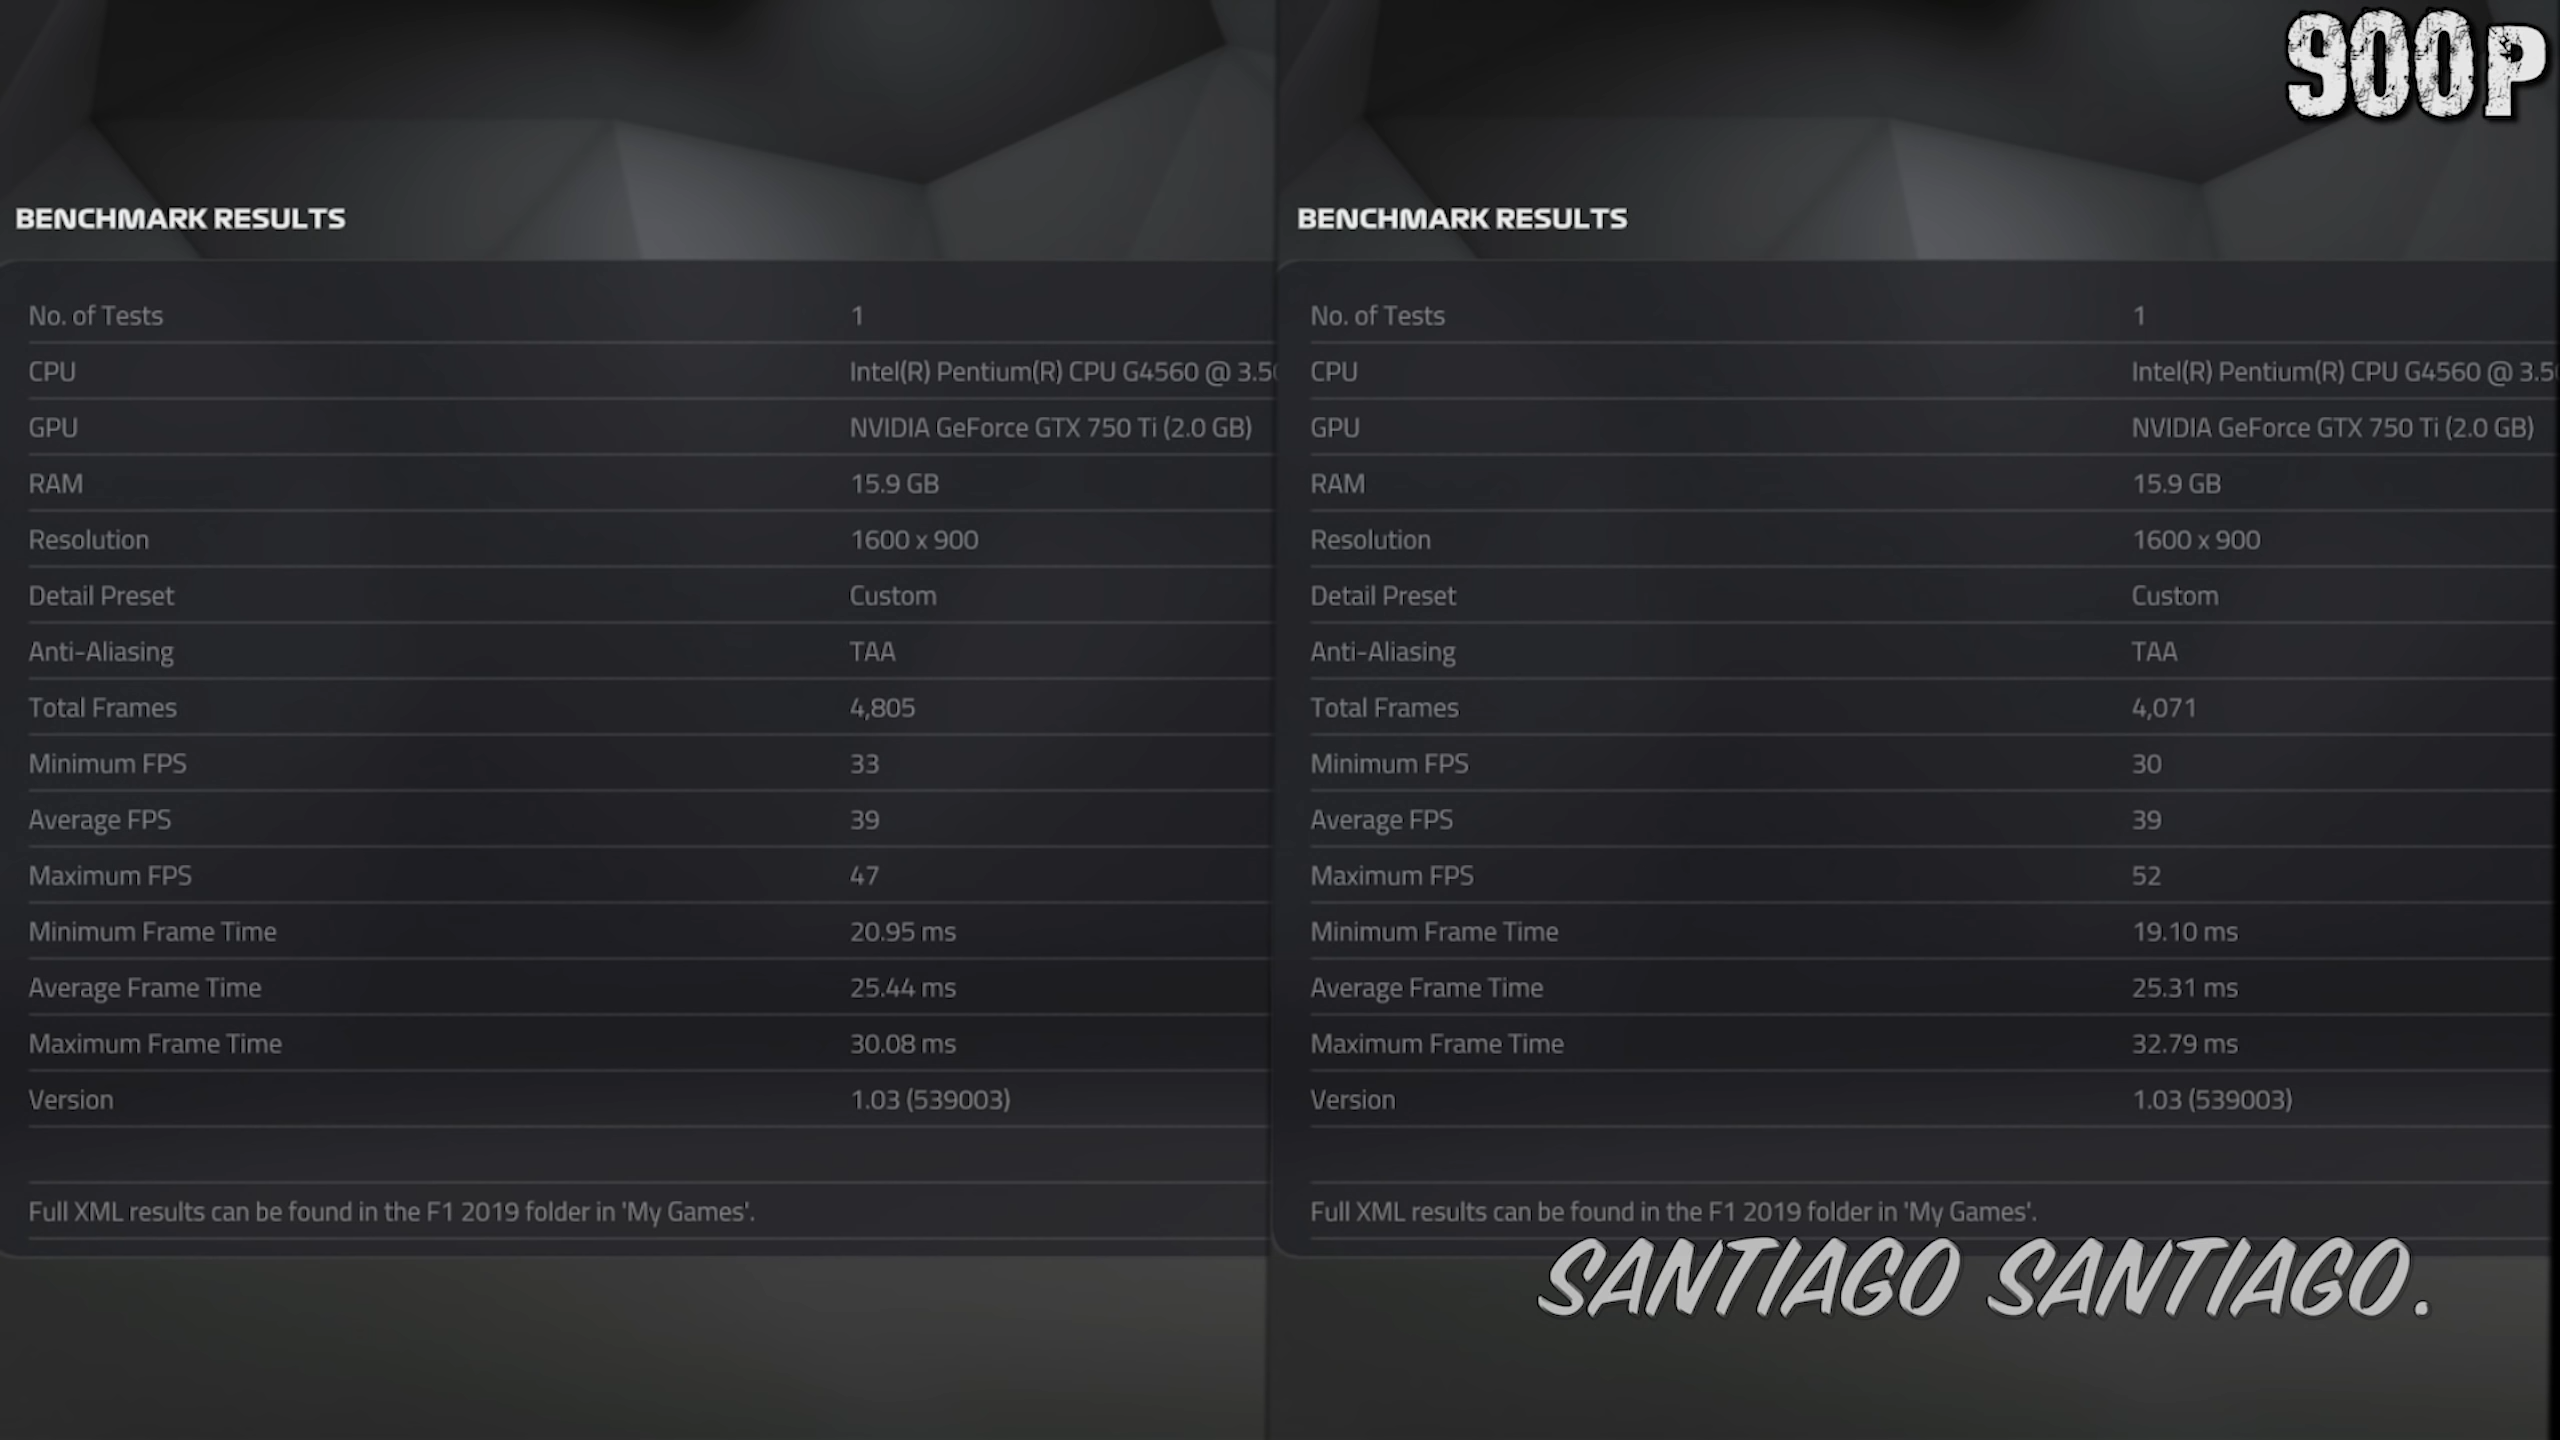 900P
BENCHMARK RESULTS
No. of Tests 1
CPU Intel(R) Pentium(R) CPU G4560 @ 3.50
GPU NVIDIA GeForce GTX 750 Ti (2.0 GB)
RAM 15.9 GB
Resolution 1600 x 900
Detail Preset Custom
Anti-Aliasing TAA
Total Frames 4,805
Minimum FPS 33
Average FPS 39
Maximum FPS 47
Minimum Frame Time 20.95 ms
Average Frame Time 25.44 ms
Maximum Frame Time 30.08 ms
Version 1.03 (539003)
Full XML results can be found in the F1 2019 folder in 'My Games'.
BENCHMARK RESULTS
No. of Tests 1
CPU Intel(R) Pentium(R) CPU G4560 @ 3.5
GPU NVIDIA GeForce GTX 750 Ti (2.0 GB)
RAM 15.9 GB
Resolution 1600 x 900
Detail Preset Custom
Anti-Aliasing TAA
Total Frames 4,071
Minimum FPS 30
Average FPS 39
Maximum FPS 52
Minimum Frame Time 19.10 ms
Average Frame Time 25.31 ms
Maximum Frame Time 32.79 ms
Version 1.03 (539003)
Full XML results can be found in the F1 2019 folder in 'My Games'.
SANTIAGO SANTIAGO.